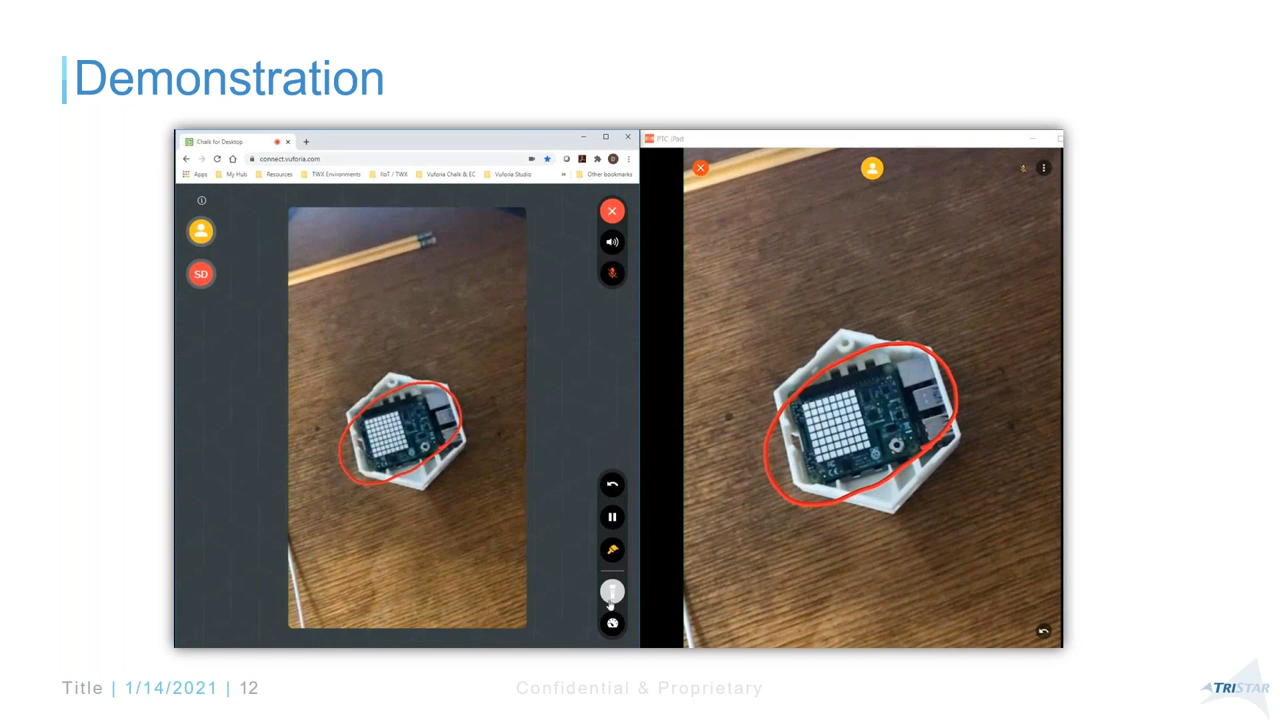 Demonstration
Chalk for Desktop
PTC iPad
connect.vuforia.com
Apps
My Hub
Resources
TWX Environments
IIoT / TWX
Vuforia Chalk & EC
Vuforia Studio
Other bookmarks
SD
Title | 1/14/2021 | 12
Confidential & Proprietary
TRISTAR